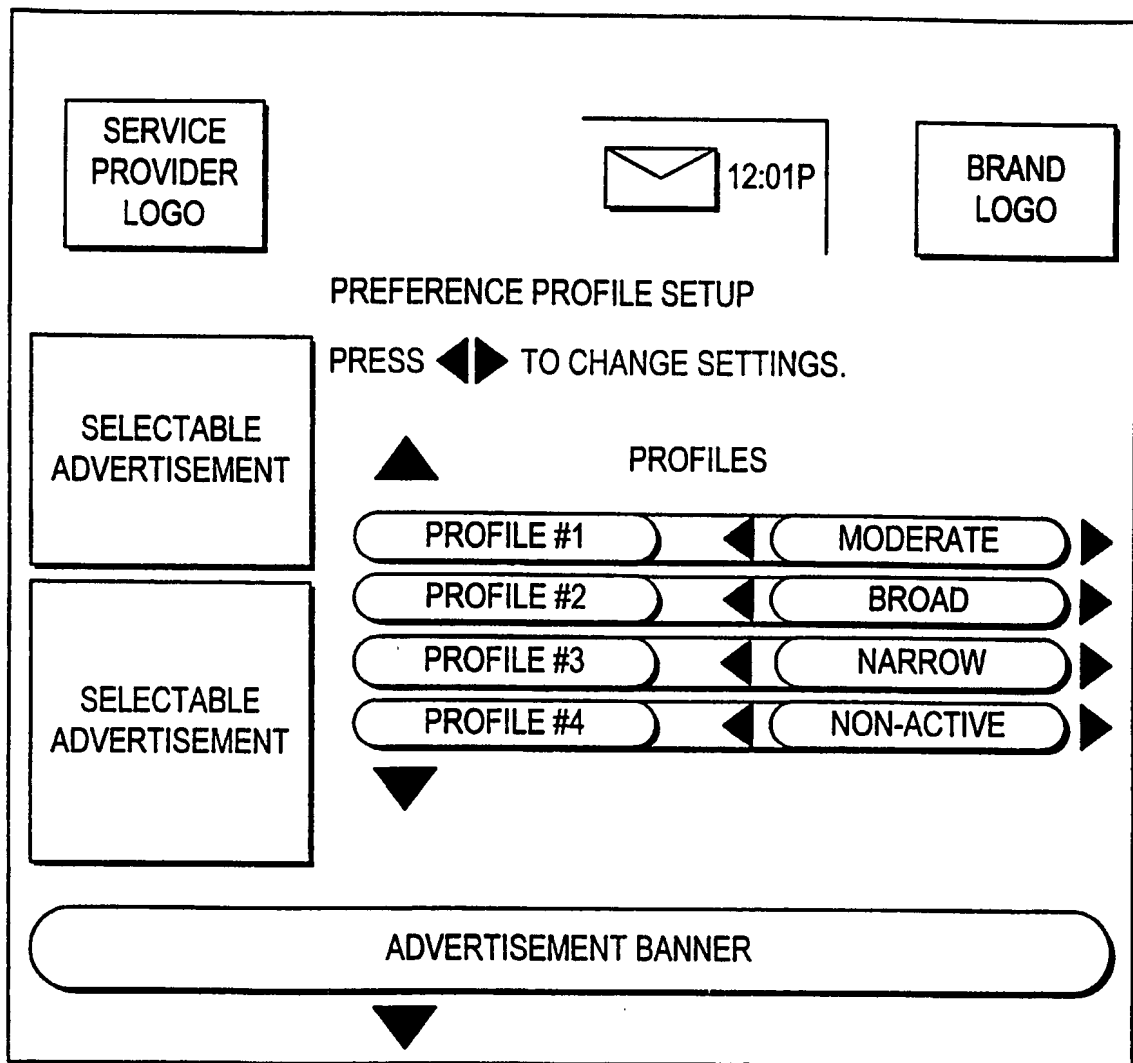 SERVICE
PROVIDER
LOGO
12:01P
BRAND
LOGO
PREFERENCE PROFILE SETUP
PRESS ◀▶ TO CHANGE SETTINGS.
SELECTABLE
ADVERTISEMENT
PROFILES
PROFILE #1 MODERATE
PROFILE #2 BROAD
PROFILE #3 NARROW
PROFILE #4 NON-ACTIVE
SELECTABLE
ADVERTISEMENT
ADVERTISEMENT BANNER